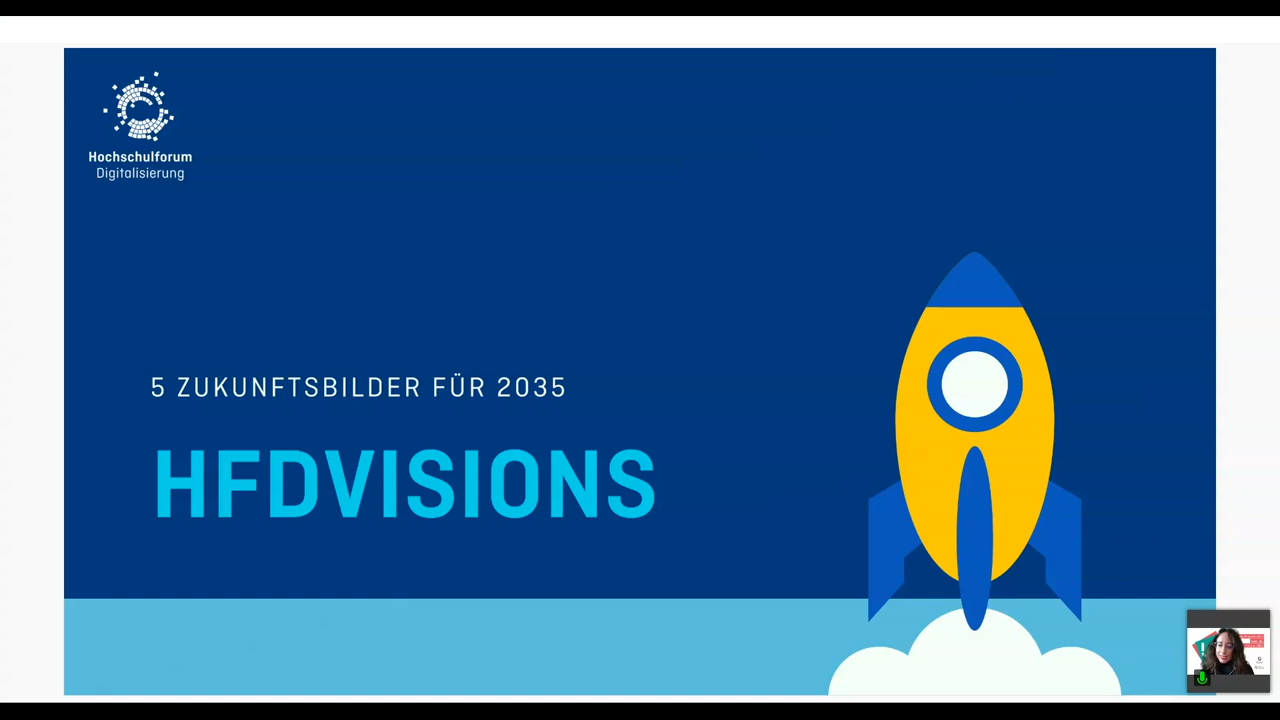 Hochschulforum
Digitalisierung
5 ZUKUNFTSBILDER FÜR 2035
HFDVISIONS